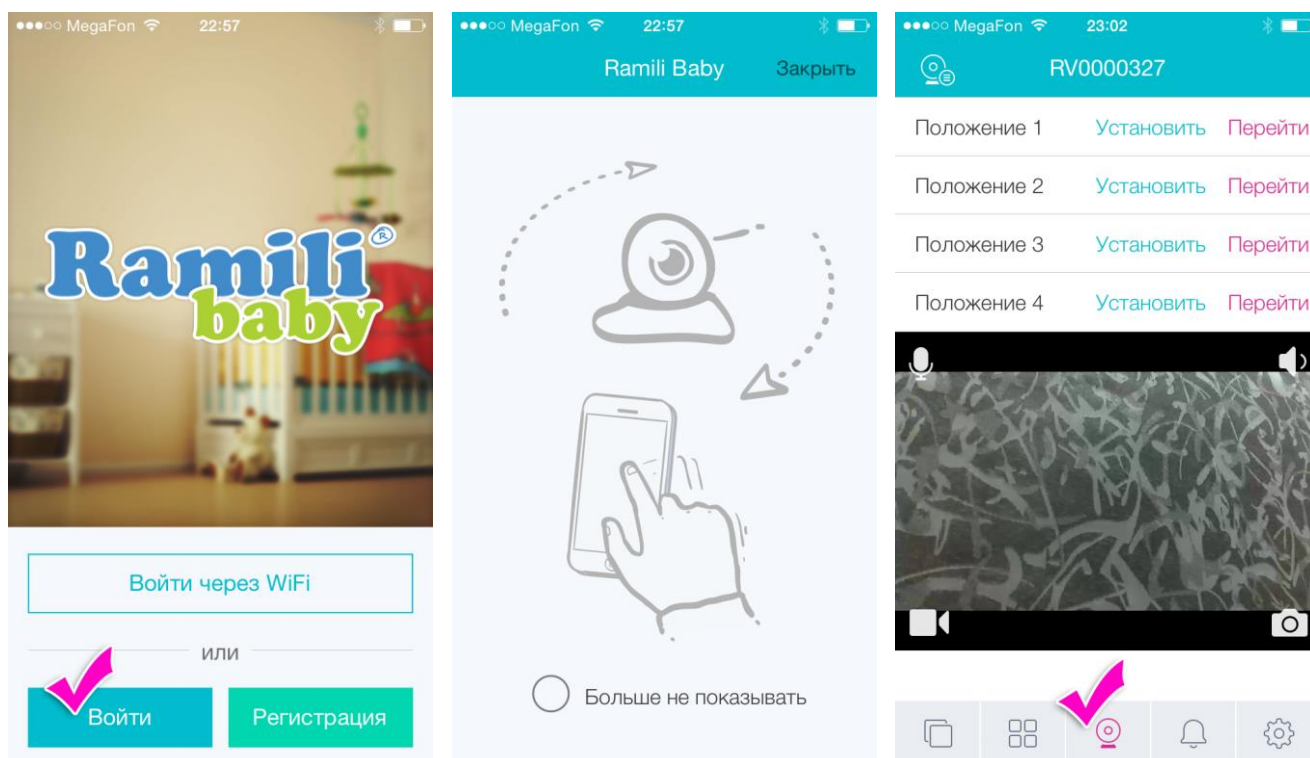 MegaFon 22:57
Ramili®
baby
Войти через WiFi
или
Войти
Регистрация
MegaFon 22:57
Ramili Baby
Закрыть
Больше не показывать
MegaFon 23:02
RV0000327
Положение 1 Установить Перейти
Положение 2 Установить Перейти
Положение 3 Установить Перейти
Положение 4 Установить Перейти